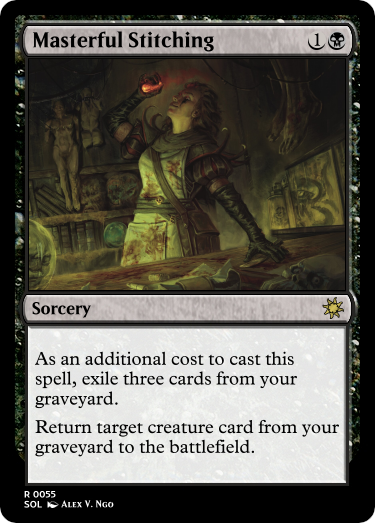 Masterful Stitching 1
Sorcery
As an additional cost to cast this
spell, exile three cards from your
graveyard.
Return target creature card from your
graveyard to the battlefield.
R 0055
SOL Alex V. Ngo